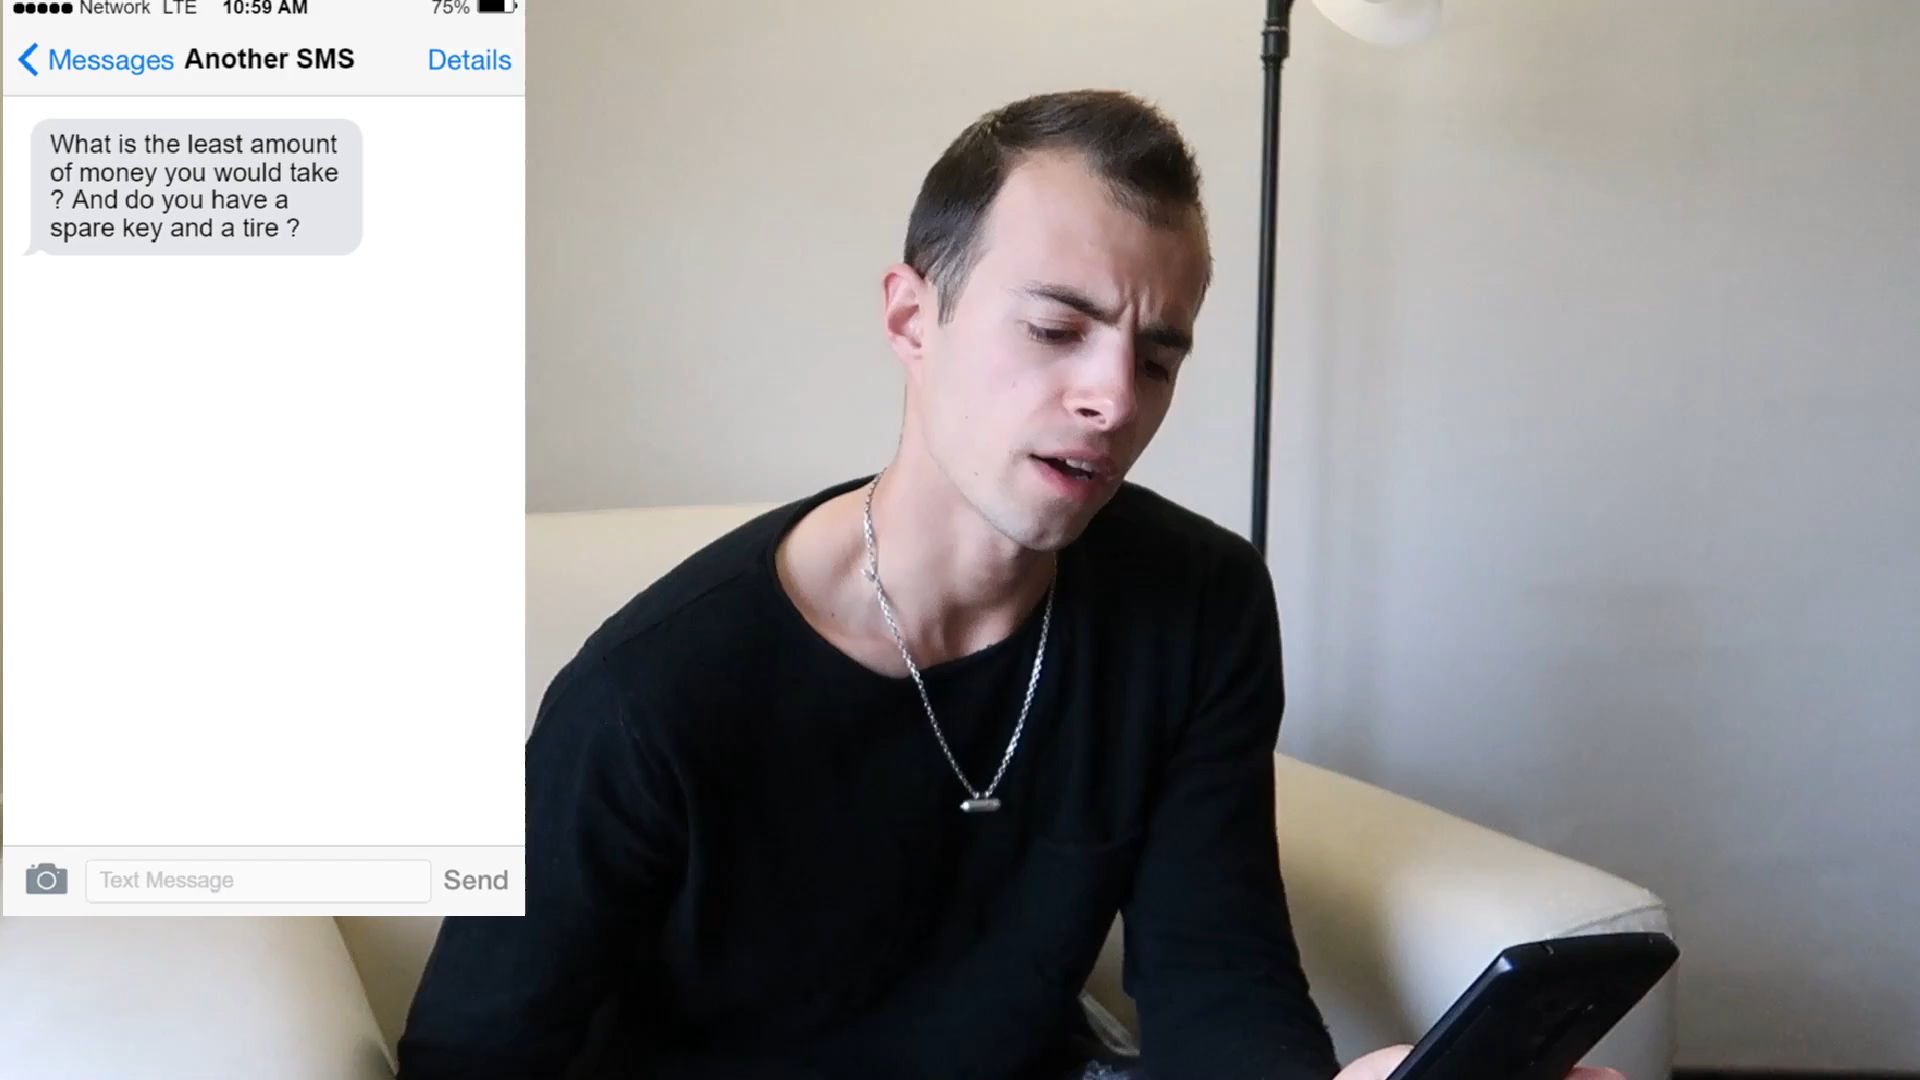 Network LTE 10:59 AM 75%
Messages Another SMS Details
What is the least amount
of money you would take
? And do you have a
spare key and a tire ?
Text Message Send